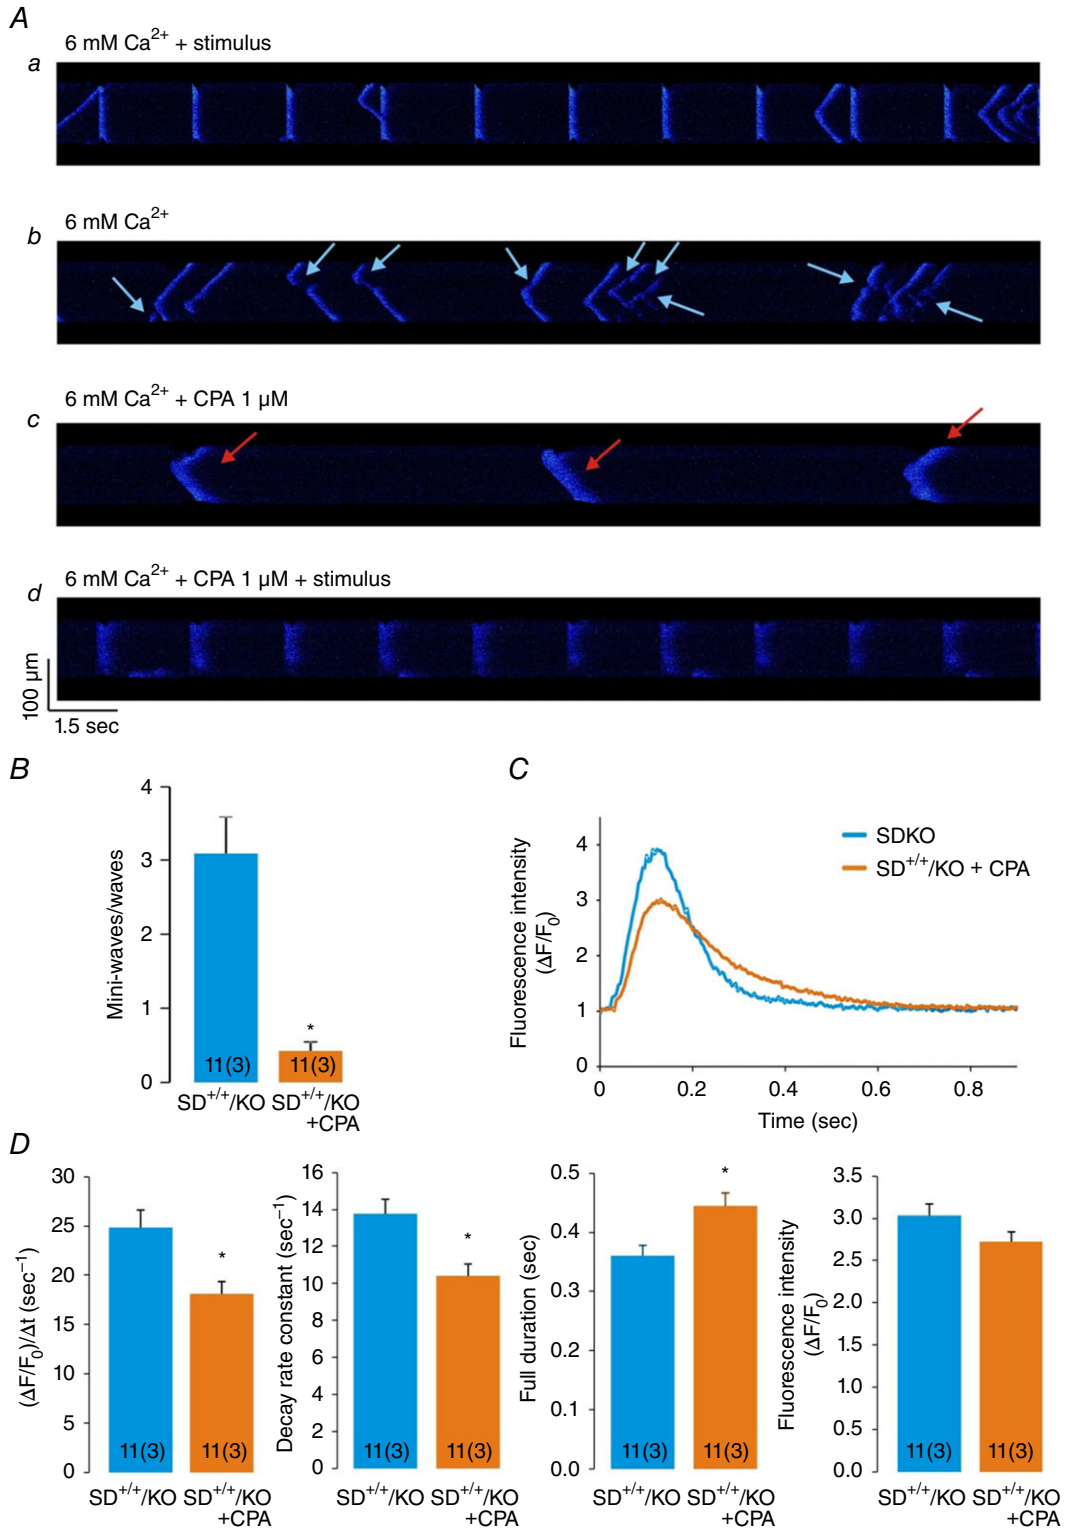 A
6 mM Ca²⁺ + stimulus
a
6 mM Ca²⁺
b
6 mM Ca²⁺ + CPA 1 µM
c
6 mM Ca²⁺ + CPA 1 µM + stimulus
d
100 µm
1.5 sec
B
Mini-waves/waves
4
3
2
1
0
*
11(3)
11(3)
SD⁺/⁺/KO
SD⁺/⁺/KO
+CPA
C
Fluorescence intensity
(ΔF/F₀)
4
3
2
1
0
SDKO
SD⁺/⁺/KO + CPA
0
0.2
0.4
0.6
0.8
Time (sec)
D
(ΔF/F₀)/Δt (sec⁻¹)
30
25
20
15
10
5
0
*
11(3)
11(3)
SD⁺/⁺/KO
SD⁺/⁺/KO
+CPA
Decay rate constant (sec⁻¹)
16
14
12
10
8
6
4
2
0
*
11(3)
11(3)
SD⁺/⁺/KO
SD⁺/⁺/KO
+CPA
Full duration (sec)
0.5
0.4
0.3
0.2
0.1
0.0
*
11(3)
11(3)
SD⁺/⁺/KO
SD⁺/⁺/KO
+CPA
Fluorescence intensity
(ΔF/F₀)
3.5
3.0
2.5
2.0
1.5
1.0
0.5
0.0
11(3)
11(3)
SD⁺/⁺/KO
SD⁺/⁺/KO
+CPA